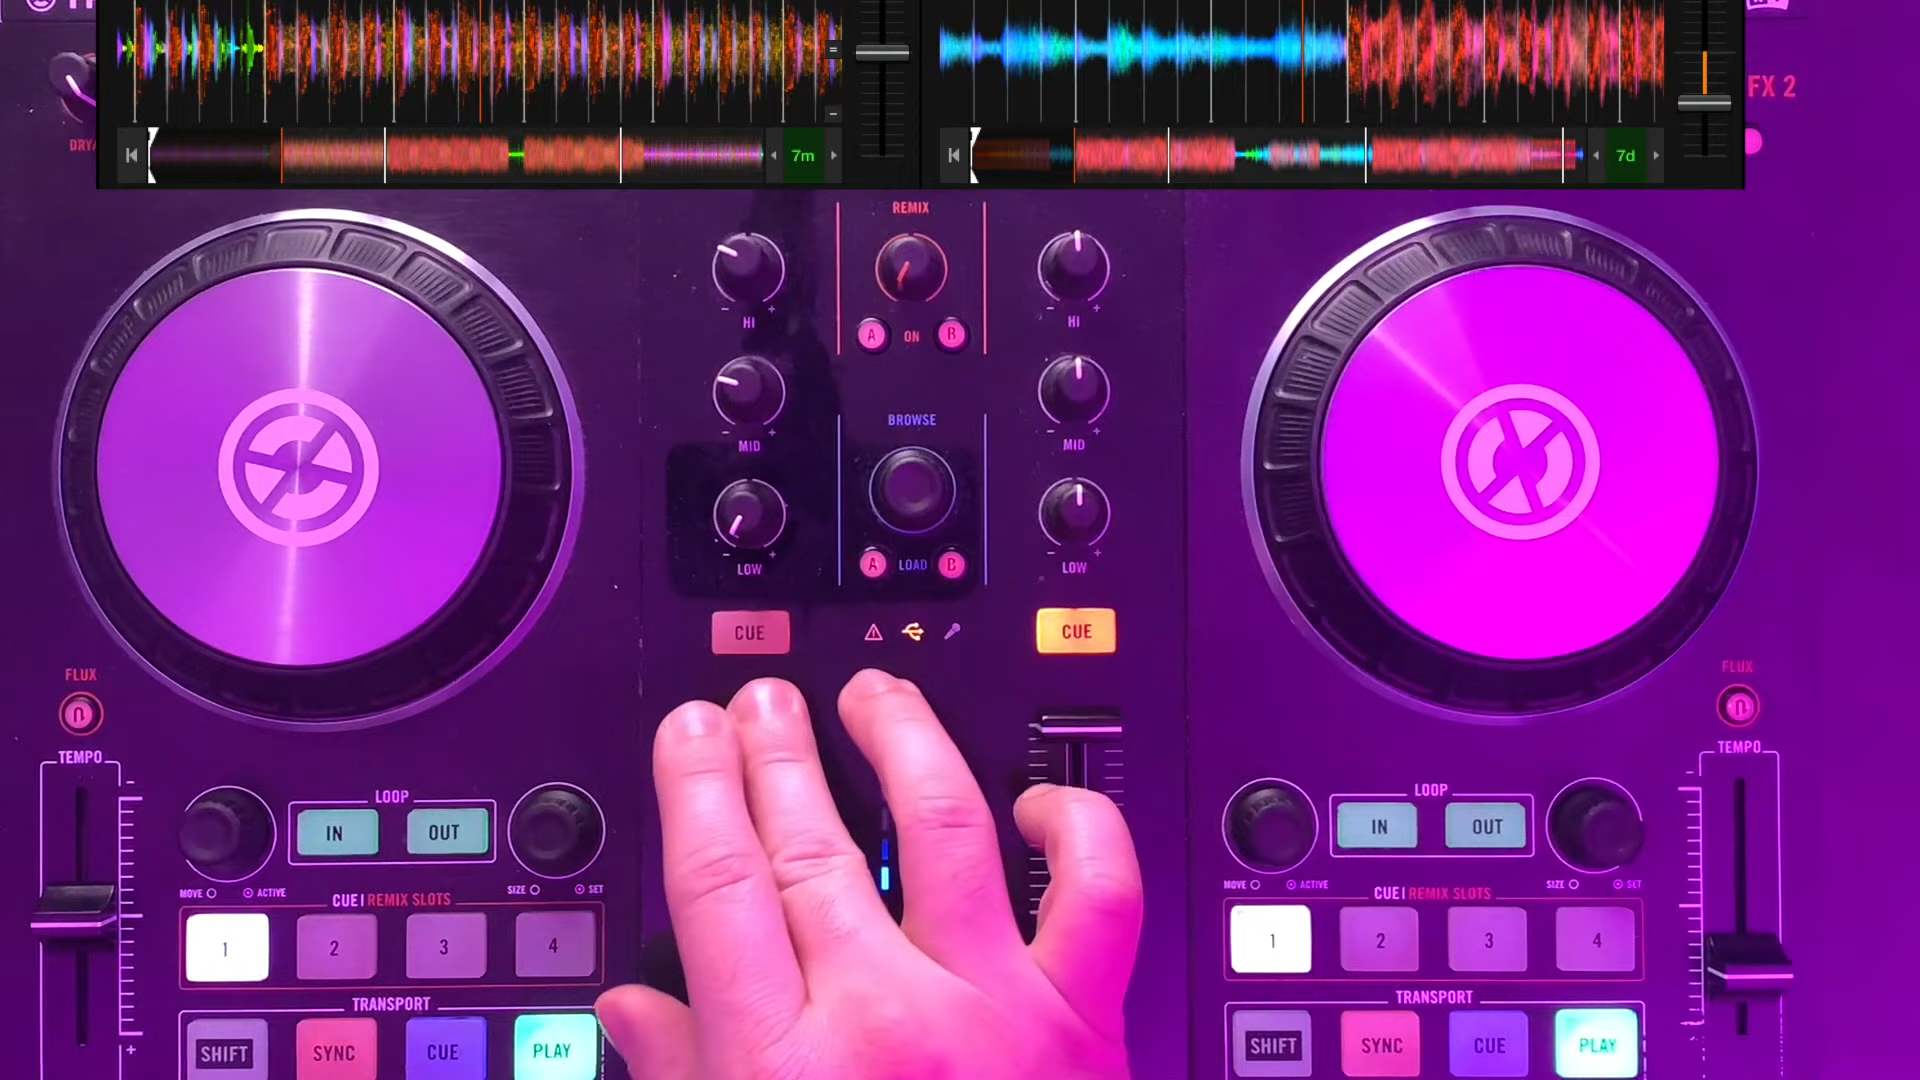 FX 2
=
-
7m
7d
REMIX
HI
A ON B
HI
BROWSE
MID
MID
A LOAD B
LOW
LOW
CUE
CUE
FLUX
FLUX
TEMPO
TEMPO
LOOP
IN OUT
LOOP
IN OUT
MOVE ACTIVE
SIZE SET
MOVE ACTIVE
SIZE SET
CUE | REMIX SLOTS
1 2 3 4
CUE | REMIX SLOTS
1 2 3 4
TRANSPORT
SHIFT SYNC CUE PLAY
TRANSPORT
SHIFT SYNC CUE PLAY